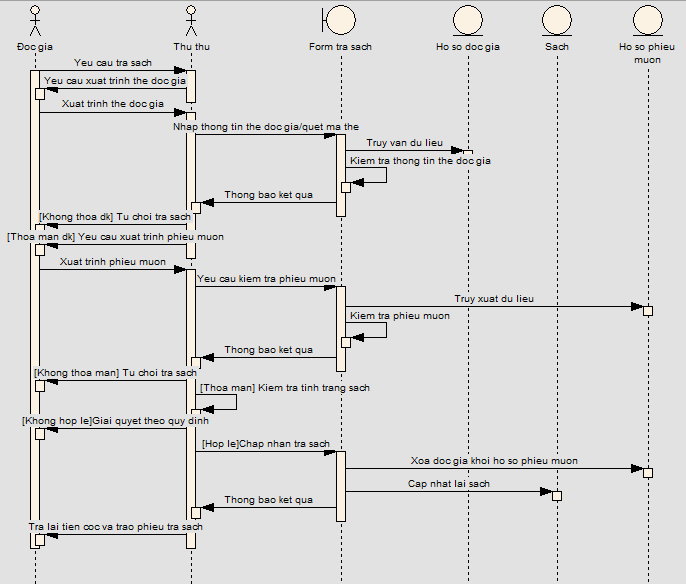 Đoc gia
Thu thu
Form tra sach
Ho so doc gia
Sach
Ho so phieu
muon
Yeu cau tra sach
Yeu cau xuat trinh the doc gia
Xuat trinh the doc gia
Nhap thong tin the doc gia/quet ma the
Truy van du lieu
Kiem tra thong tin the doc gia
Thong bao ket qua
[Khong thoa dk] Tu choi tra sach
[Thoa man dk] Yeu cau xuat trinh phieu muon
Xuat trinh phieu muon
Yeu cau kiem tra phieu muon
Truy xuat du lieu
Kiem tra phieu muon
Thong bao ket qua
[Khong thoa man] Tu choi tra sach
[Thoa man] Kiem tra tinh trang sach
[Khong hop le]Giai quyet theo quy dinh
[Hop le]Chap nhan tra sach
Xoa doc gia khoi ho so phieu muon
Cap nhat lai sach
Thong bao ket qua
Tra lai tien coc va trao phieu tra sach